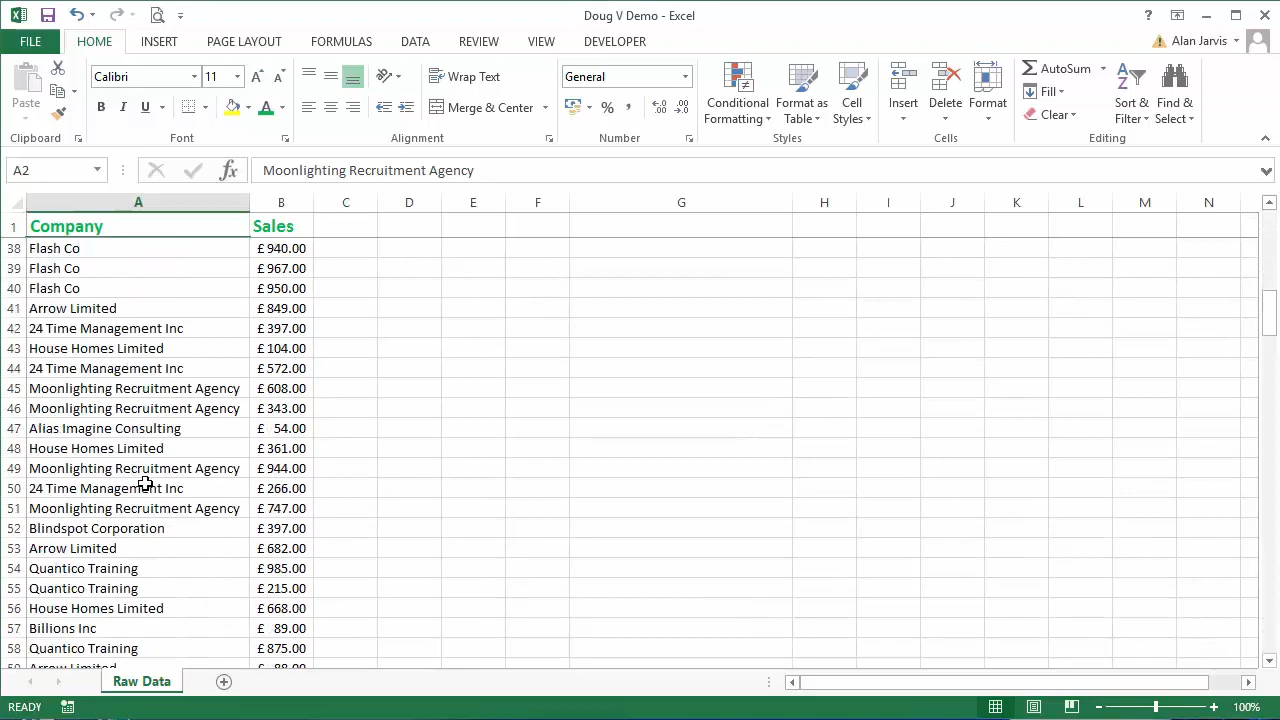 Doug V Demo - Excel
?
FILE HOME INSERT PAGE LAYOUT FORMULAS DATA REVIEW VIEW DEVELOPER Alan Jarvis
Paste
Calibri 11
B I U A
Wrap Text
Merge & Center
General
% ,
Conditional Formatting
Format as Table
Cell Styles
Insert
Delete
Format
AutoSum
Fill
Clear
Sort & Filter
Find & Select
Clipboard Font Alignment Number Styles Cells Editing
A2 fx Moonlighting Recruitment Agency
A B C D E F G H I J K L M N
1 Company Sales
38 Flash Co £ 940.00
39 Flash Co £ 967.00
40 Flash Co £ 950.00
41 Arrow Limited £ 849.00
42 24 Time Management Inc £ 397.00
43 House Homes Limited £ 104.00
44 24 Time Management Inc £ 572.00
45 Moonlighting Recruitment Agency £ 608.00
46 Moonlighting Recruitment Agency £ 343.00
47 Alias Imagine Consulting £ 54.00
48 House Homes Limited £ 361.00
49 Moonlighting Recruitment Agency £ 944.00
50 24 Time Management Inc £ 266.00
51 Moonlighting Recruitment Agency £ 747.00
52 Blindspot Corporation £ 397.00
53 Arrow Limited £ 682.00
54 Quantico Training £ 985.00
55 Quantico Training £ 215.00
56 House Homes Limited £ 668.00
57 Billions Inc £ 89.00
58 Quantico Training £ 875.00
59 Arrow Limited £ 88.00
Raw Data
READY 100%